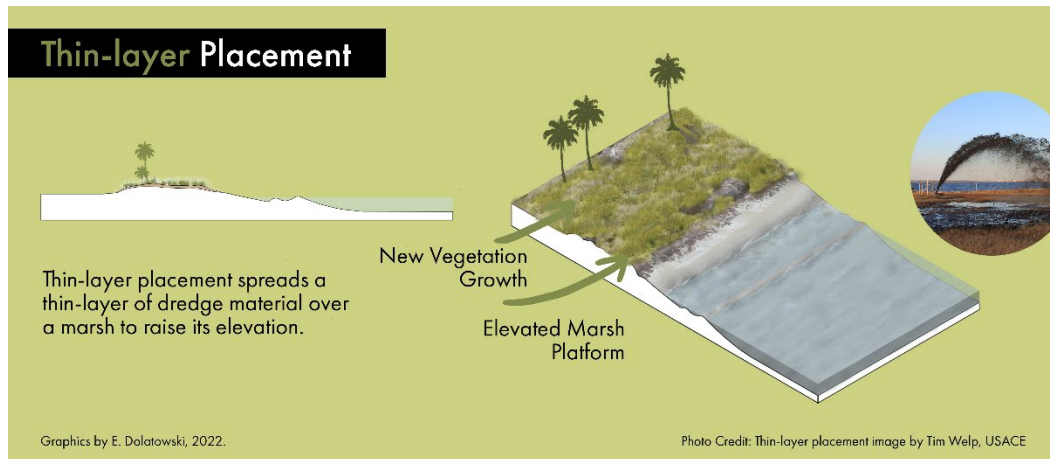 Thin-layer Placement
Thin-layer placement spreads a
thin-layer of dredge material over
a marsh to raise its elevation.
New Vegetation
Growth
Elevated Marsh
Platform
Graphics by E. Dolatowski, 2022.
Photo Credit: Thin-layer placement image by Tim Welp, USACE